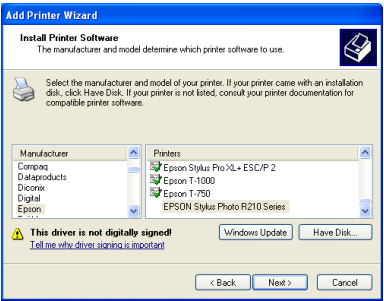 Add Printer Wizard
Install Printer Software
The manufacturer and model determine which printer software to use.
Select the manufacturer and model of your printer. If your printer came with an installation
disk, click Have Disk. If your printer is not listed, consult your printer documentation for
compatible printer software.
Manufacturer
Compaq
Dataproducts
Diconix
Digital
Epson
Printers
Epson Stylus Pro XL+ ESC/P 2
Epson T-1000
Epson T-750
EPSON Stylus Photo R210 Series
This driver is not digitally signed!
Tell me why driver signing is important
Windows Update
Have Disk...
< Back
Next >
Cancel